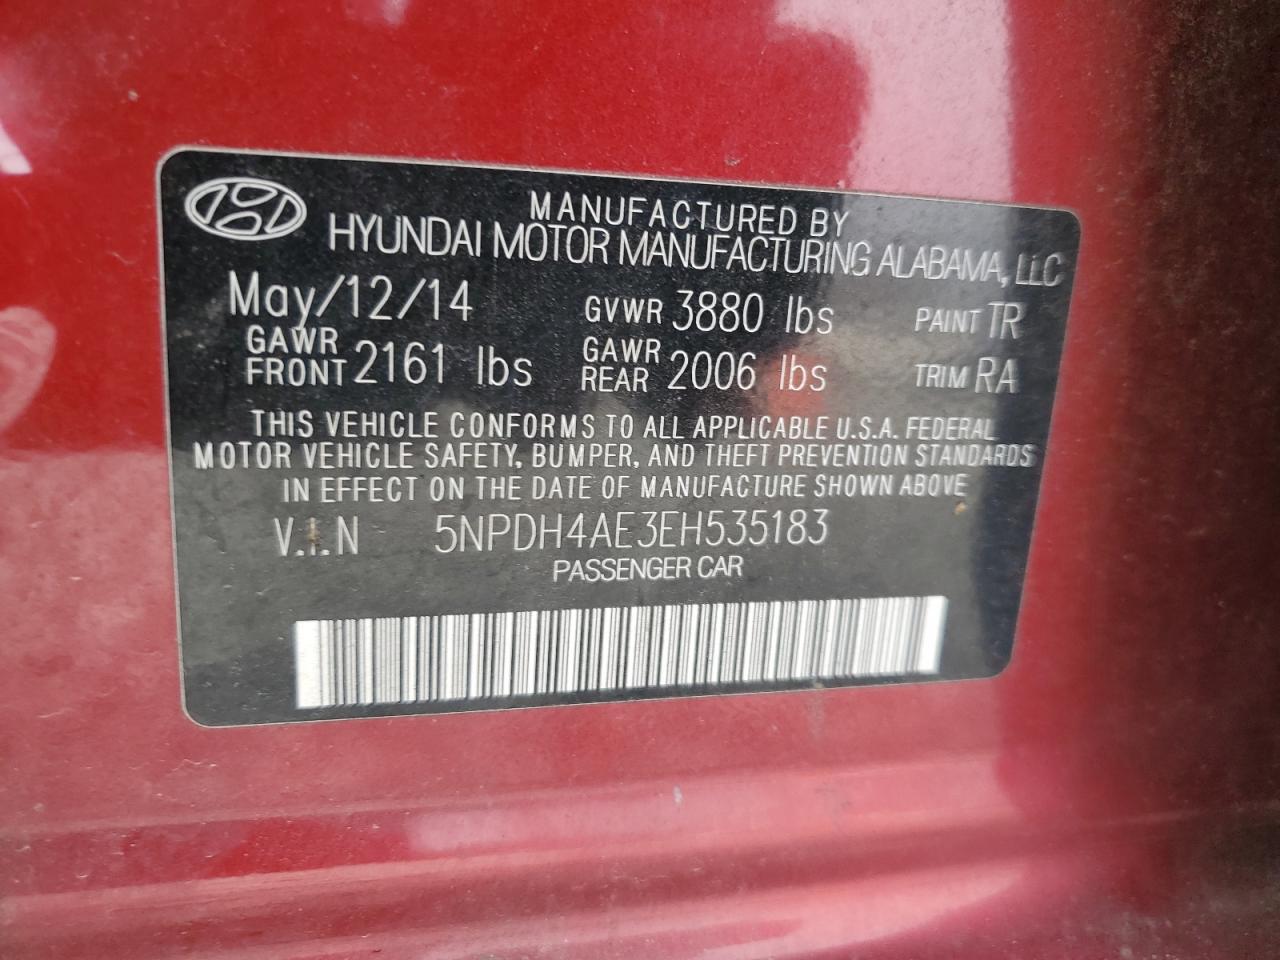 MANUFACTURED BY
HYUNDAI MOTOR MANUFACTURING ALABAMA, LLC
May/12/14 GVWR 3880 lbs PAINT TR
GAWR FRONT 2161 lbs GAWR REAR 2006 lbs TRIM RA
THIS VEHICLE CONFORMS TO ALL APPLICABLE U.S.A. FEDERAL
MOTOR VEHICLE SAFETY, BUMPER, AND THEFT PREVENTION STANDARDS
IN EFFECT ON THE DATE OF MANUFACTURE SHOWN ABOVE
V.I.N 5NPDH4AE3EH535183
PASSENGER CAR